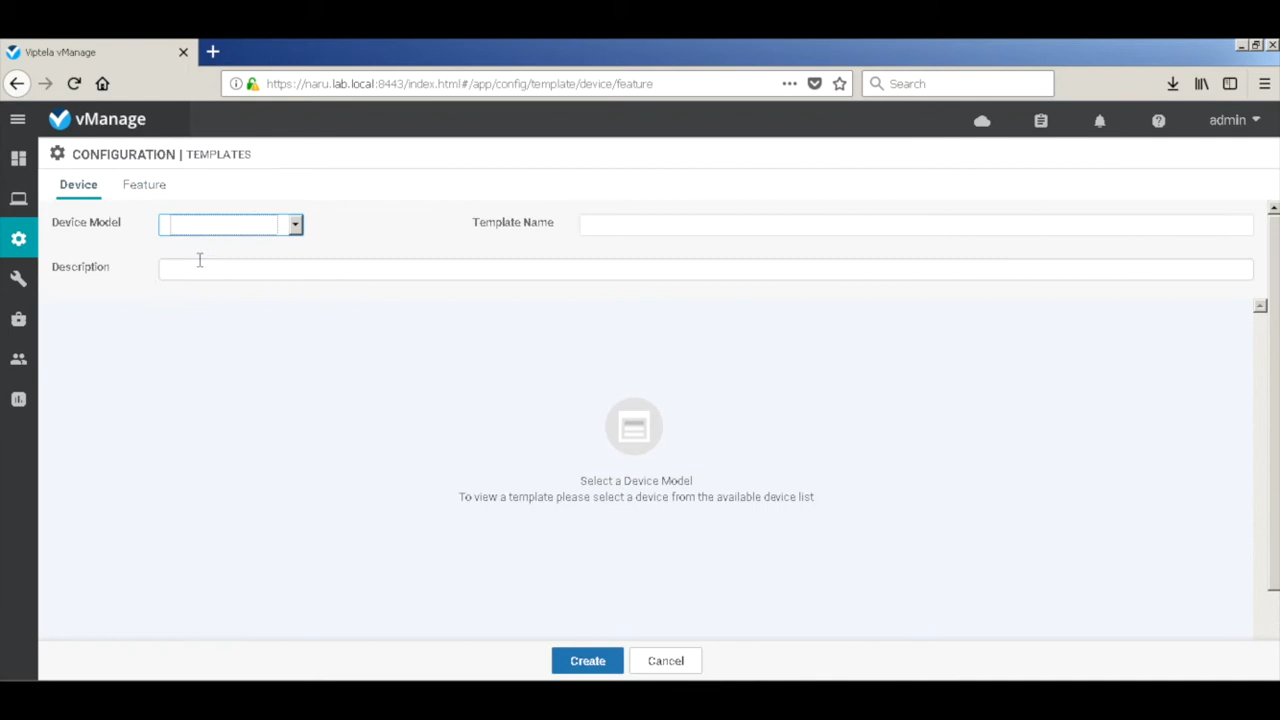 Viptela vManage
https://naru.lab.local:8443/index.html#/app/config/template/device/feature
Search
vManage
admin
CONFIGURATION | TEMPLATES
Device Feature
Device Model
Template Name
Description
Select a Device Model
To view a template please select a device from the available device list
Create Cancel